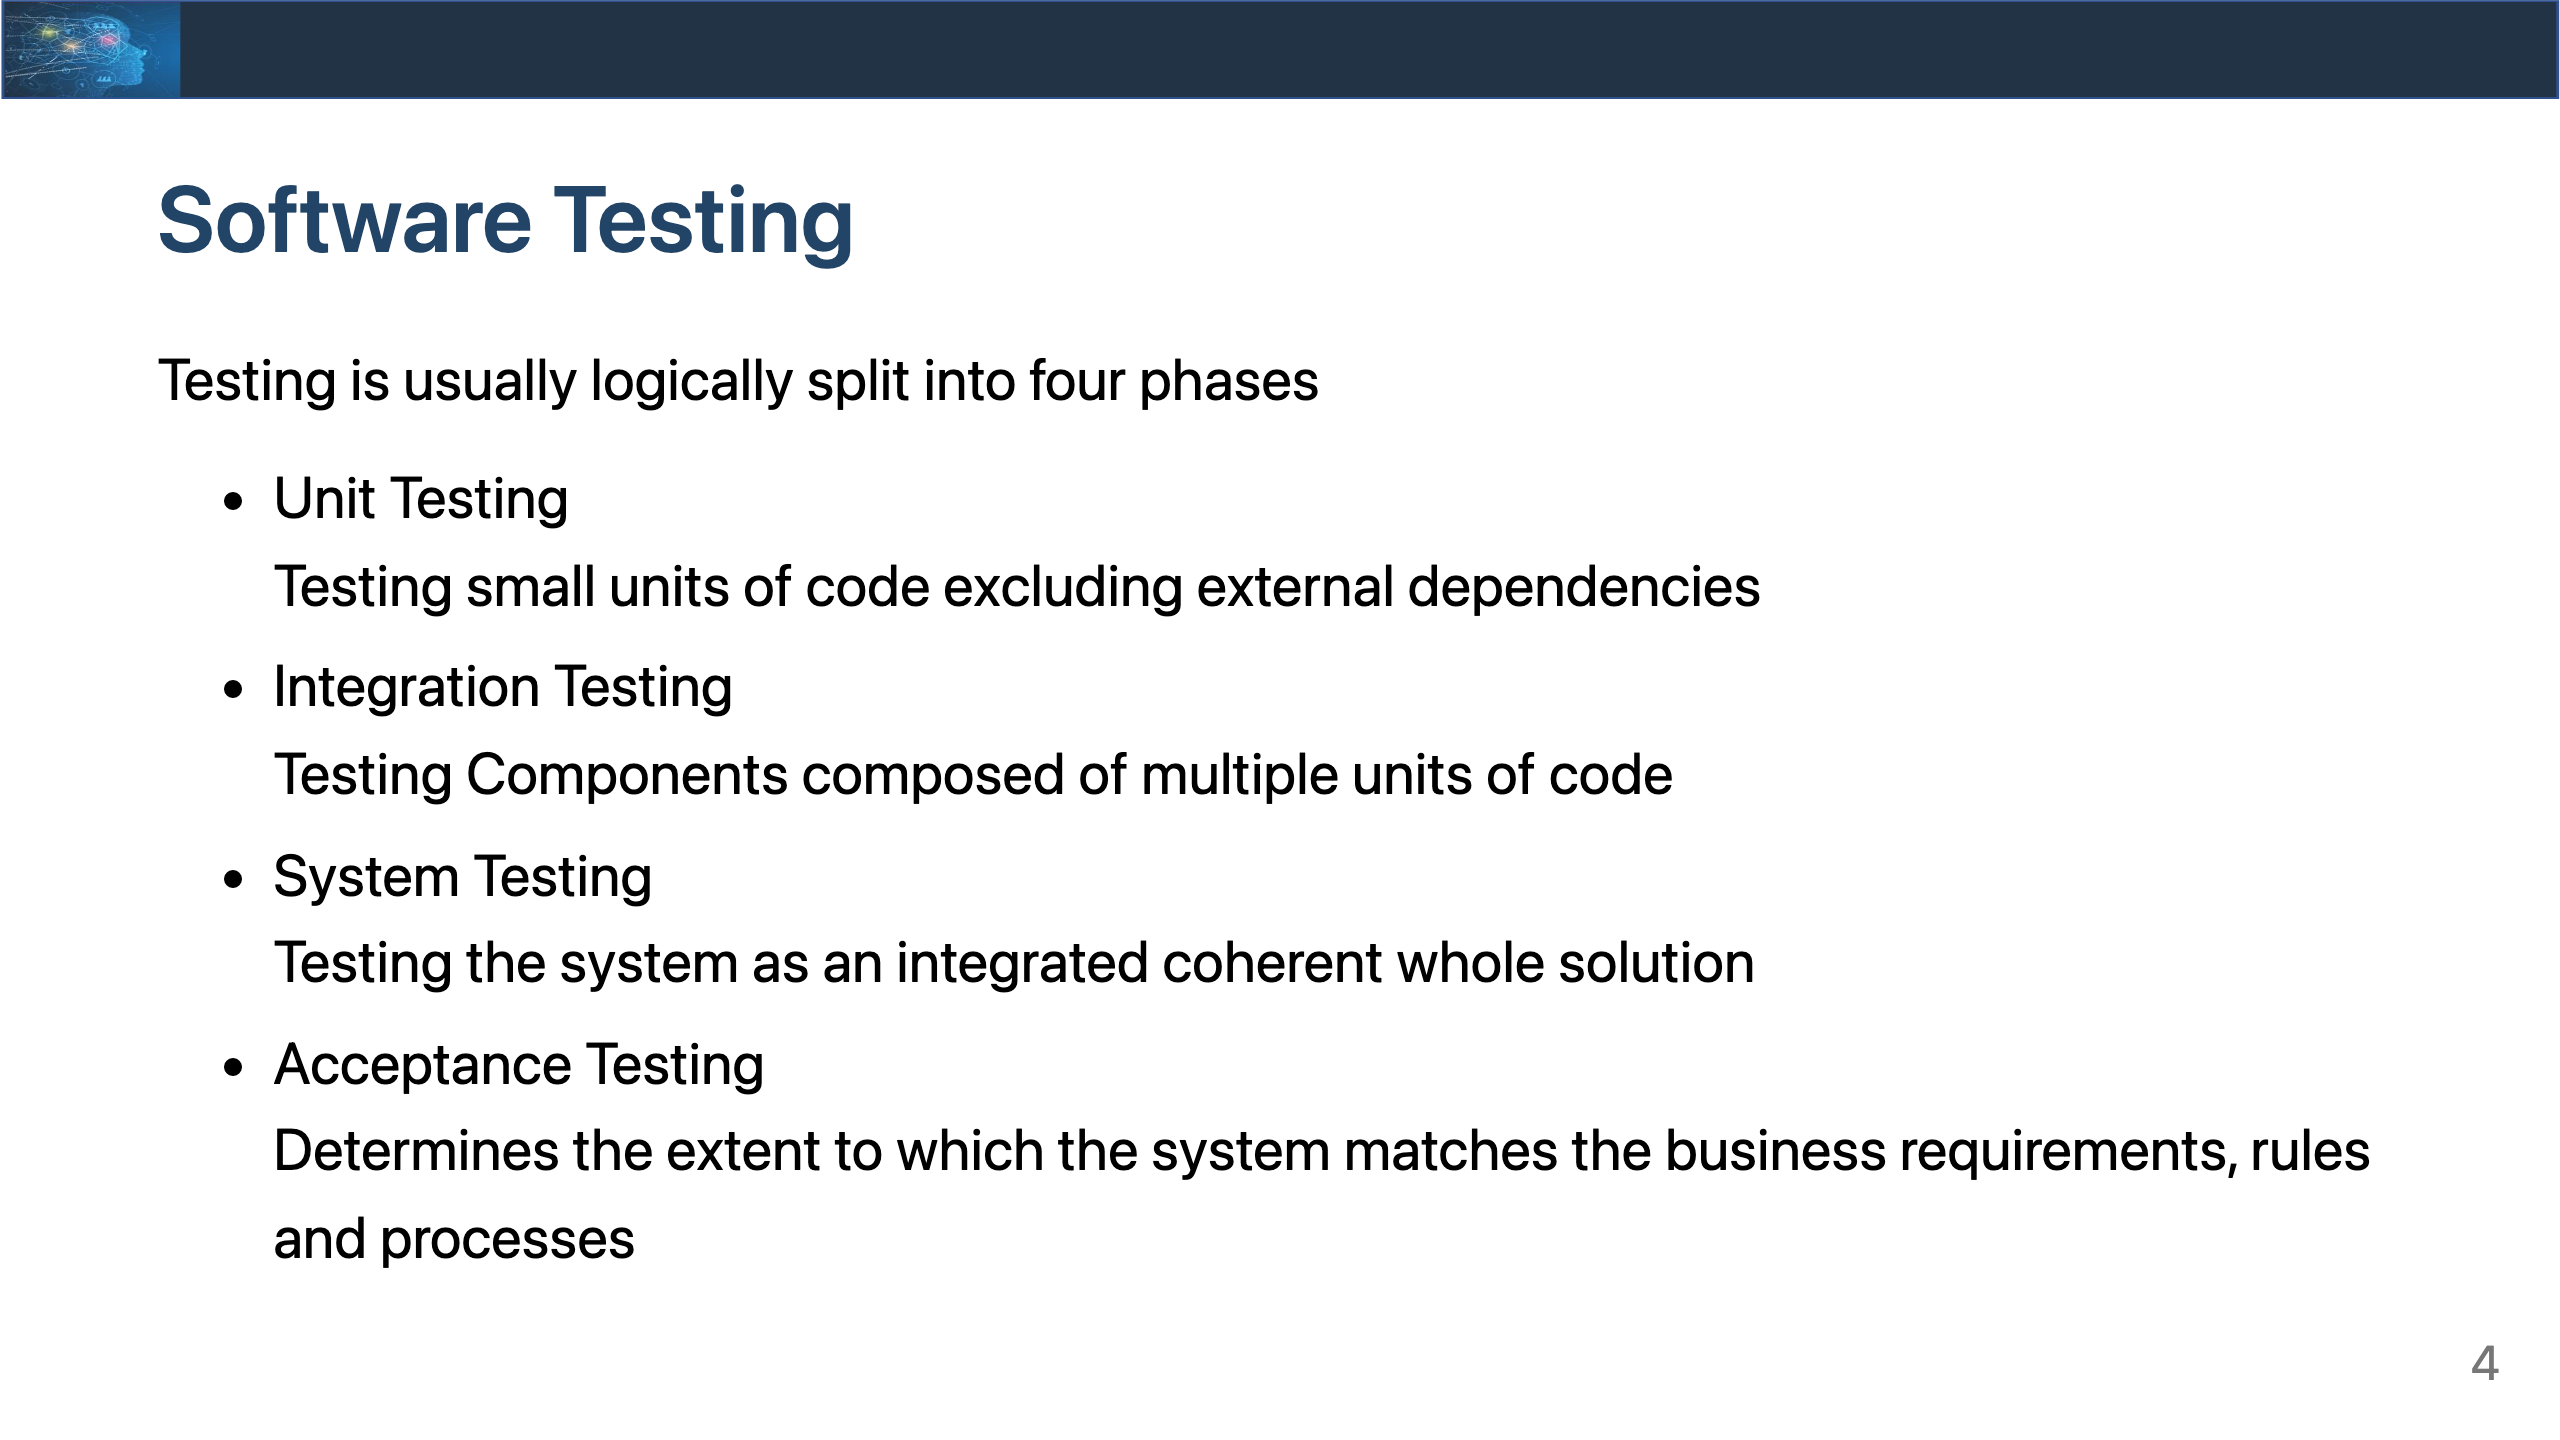 Software Testing
Testing is usually logically split into four phases
• Unit Testing
Testing small units of code excluding external dependencies
• Integration Testing
Testing Components composed of multiple units of code
• System Testing
Testing the system as an integrated coherent whole solution
• Acceptance Testing
Determines the extent to which the system matches the business requirements, rules
and processes
4